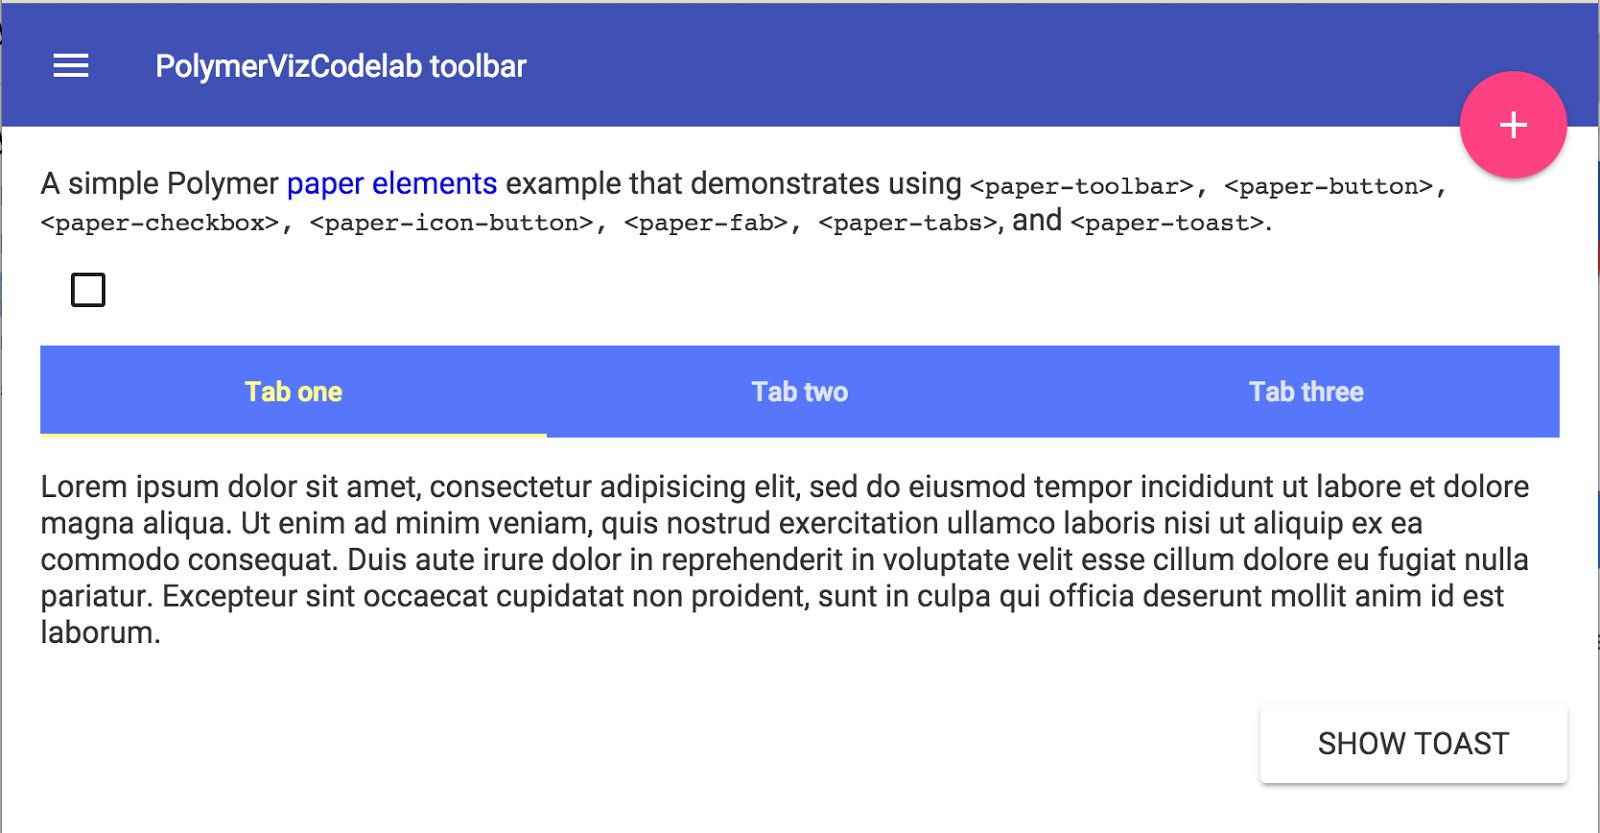 PolymerVizCodelab toolbar
+
A simple Polymer paper elements example that demonstrates using <paper-toolbar>, <paper-button>,
<paper-checkbox>, <paper-icon-button>, <paper-fab>, <paper-tabs>, and <paper-toast>.
Tab one Tab two Tab three
Lorem ipsum dolor sit amet, consectetur adipisicing elit, sed do eiusmod tempor incididunt ut labore et dolore
magna aliqua. Ut enim ad minim veniam, quis nostrud exercitation ullamco laboris nisi ut aliquip ex ea
commodo consequat. Duis aute irure dolor in reprehenderit in voluptate velit esse cillum dolore eu fugiat nulla
pariatur. Excepteur sint occaecat cupidatat non proident, sunt in culpa qui officia deserunt mollit anim id est
laborum.
SHOW TOAST